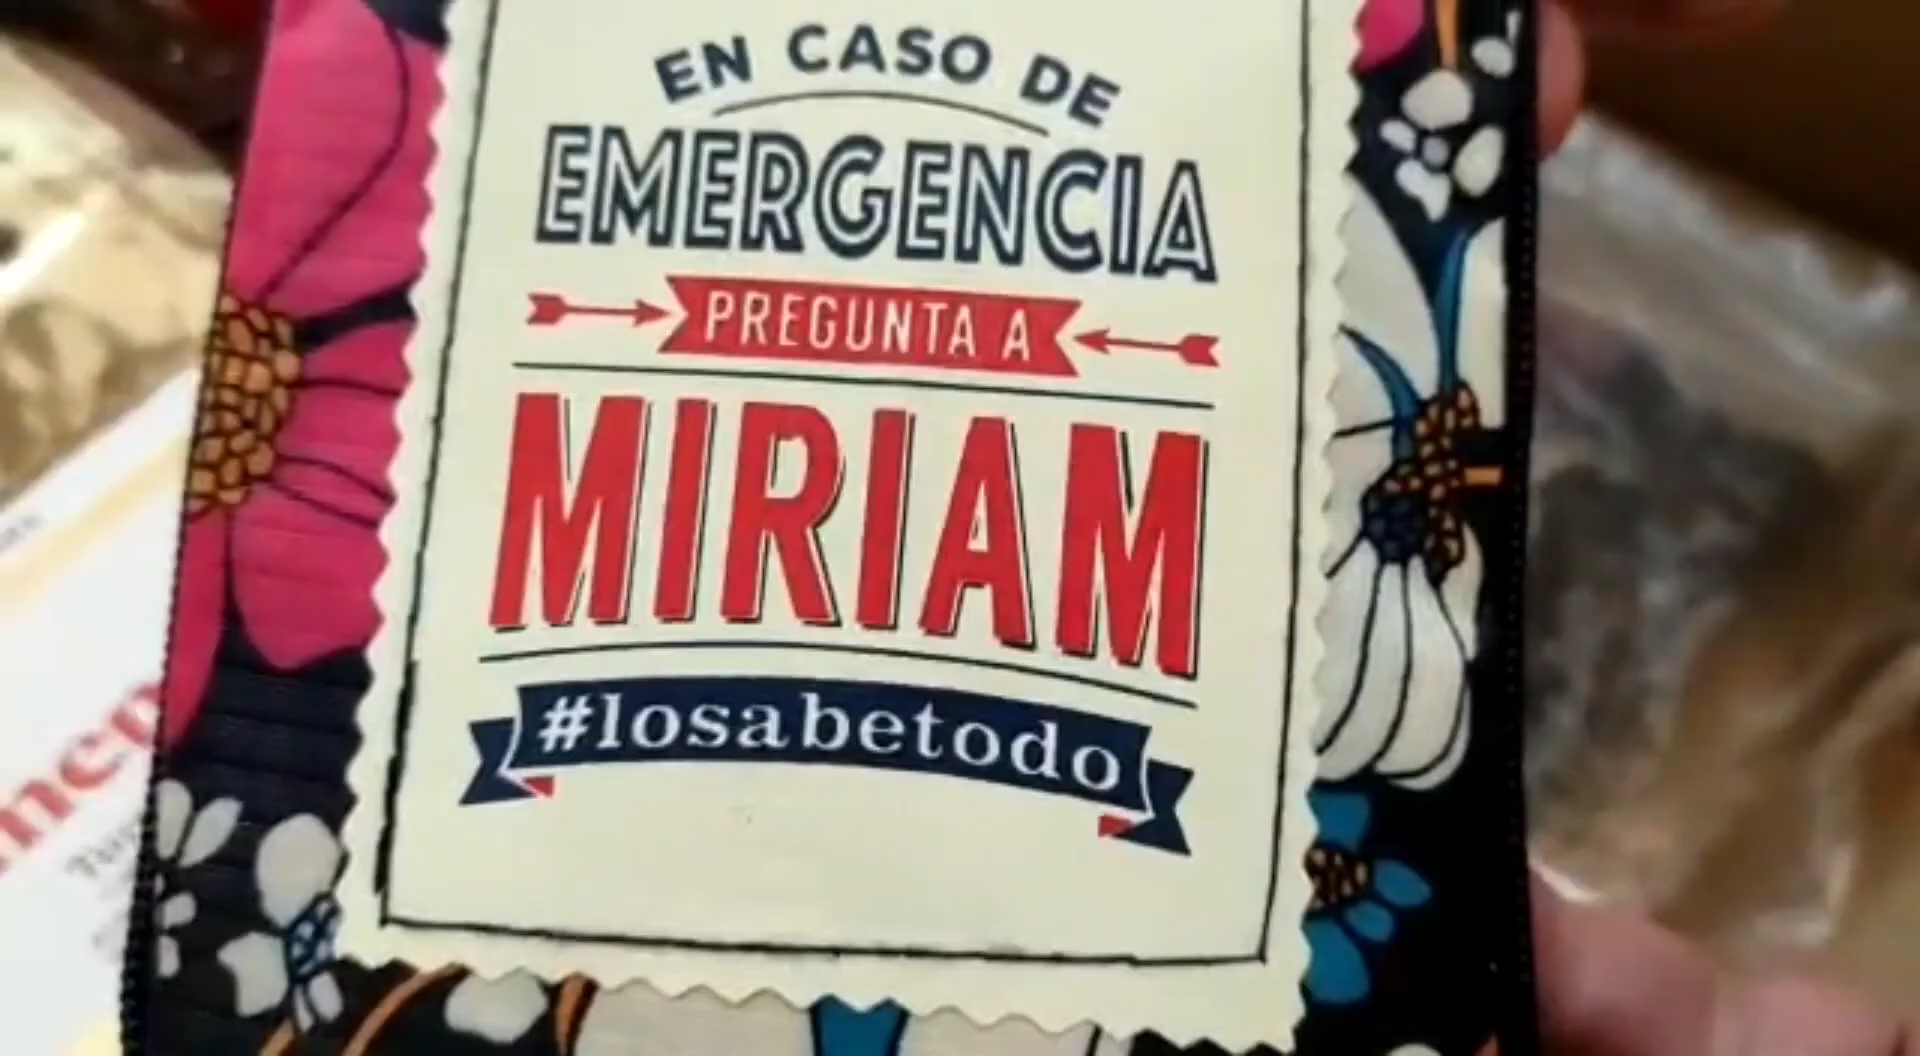 EN CASO DE
EMERGENCIA
PREGUNTA A
MIRIAM
#losabetodo